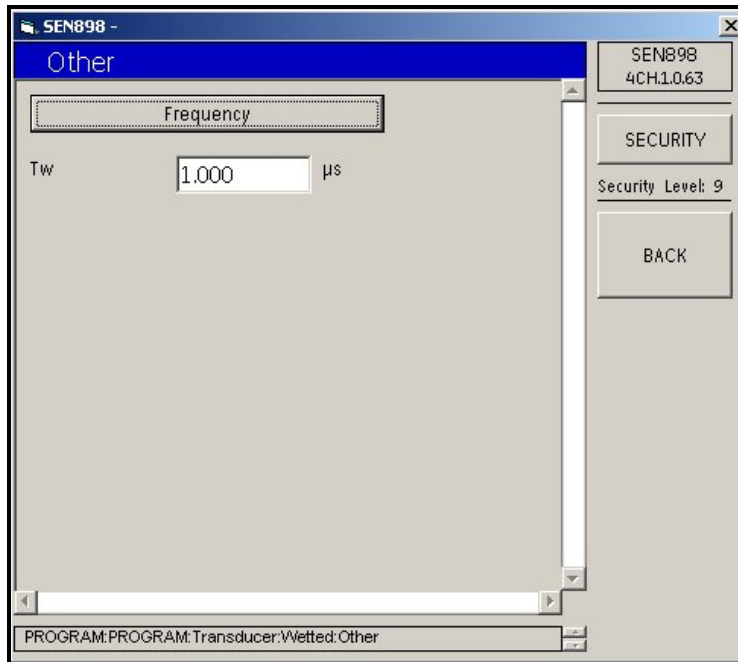 SEN898 -
Other
Frequency
Tw 1.000 µs
SEN898
4CH.1.0.63
SECURITY
Security Level: 9
BACK
PROGRAM:PROGRAM:Transducer:Wetted:Other